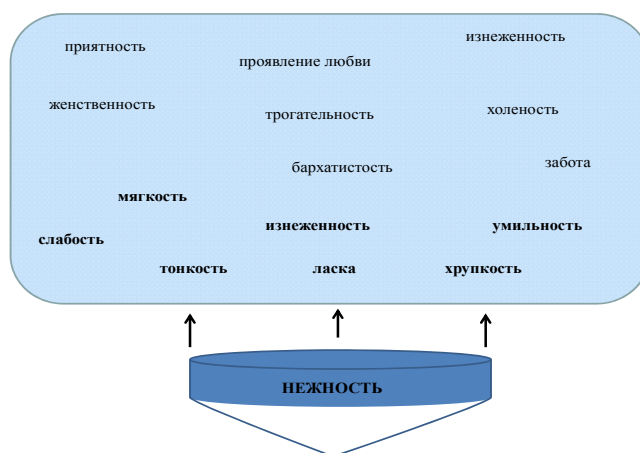 изнеженность
приятность
проявление любви
женственность
трогательность
холеность
бархатистость
забота
мягкость
изнеженность
умильность
слабость
тонкость
ласка
хрупкость
НЕЖНОСТЬ